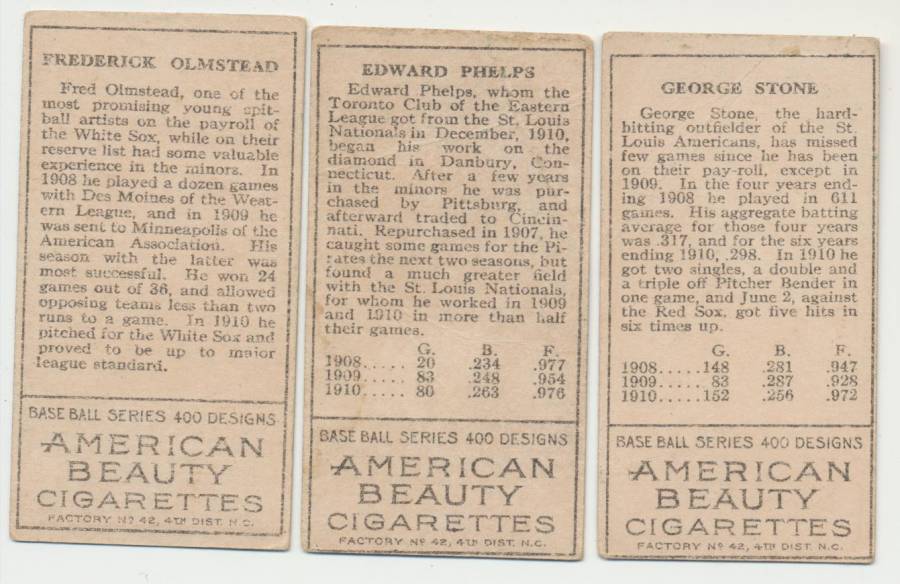 FREDERICK OLMSTEAD
Fred Olmstead, one of the
most promising young spit-
ball artists on the payroll of
the White Sox, while on their
reserve list had some valuable
experience in the minors. In
1908 he played a dozen games
with Des Moines of the West-
ern League, and in 1909 he
was sent to Minneapolis of the
American Association. His
season with the latter was
most successful. He won 24
games out of 36, and allowed
opposing teams less than two
runs to a game. In 1910 he
pitched for the White Sox and
proved to be up to major
league standard.
BASE BALL SERIES 400 DESIGNS
AMERICAN
BEAUTY
CIGARETTES
FACTORY Nº 42, 4TH DIST. N.C.
EDWARD PHELPS
Edward Phelps, whom the
Toronto Club of the Eastern
League got from the St. Louis
Nationals in December, 1910,
began his work on the
diamond in Danbury, Con-
necticut. After a few years
in the minors he was pur-
chased by Pittsburg, and
afterward traded to Cincin-
nati. Repurchased in 1907, he
caught some games for the Pi-
rates the next two seasons, but
found a much greater field
with the St. Louis Nationals,
for whom he worked in 1909
and 1910 in more than half
their games.
G. B. F.
1908..... 20 .234 .977
1909..... 83 .248 .954
1910..... 80 .263 .976
BASE BALL SERIES 400 DESIGNS
AMERICAN
BEAUTY
CIGARETTES
FACTORY Nº 42, 4TH DIST. N.C.
GEORGE STONE
George Stone, the hard-
hitting outfielder of the St.
Louis Americans, has missed
few games since he has been
on their pay-roll, except in
1909. In the four years end-
ing 1908 he played in 611
games. His aggregate batting
average for those four years
was .317, and for the six years
ending 1910, .298. In 1910 he
got two singles, a double and
a triple off Pitcher Bender in
one game, and June 2, against
the Red Sox, got five hits in
six times up.
G. B. F.
1908.....148 .281 .947
1909..... 83 .287 .928
1910.....152 .256 .972
BASE BALL SERIES 400 DESIGNS
AMERICAN
BEAUTY
CIGARETTES
FACTORY Nº 42, 4TH DIST. N.C.